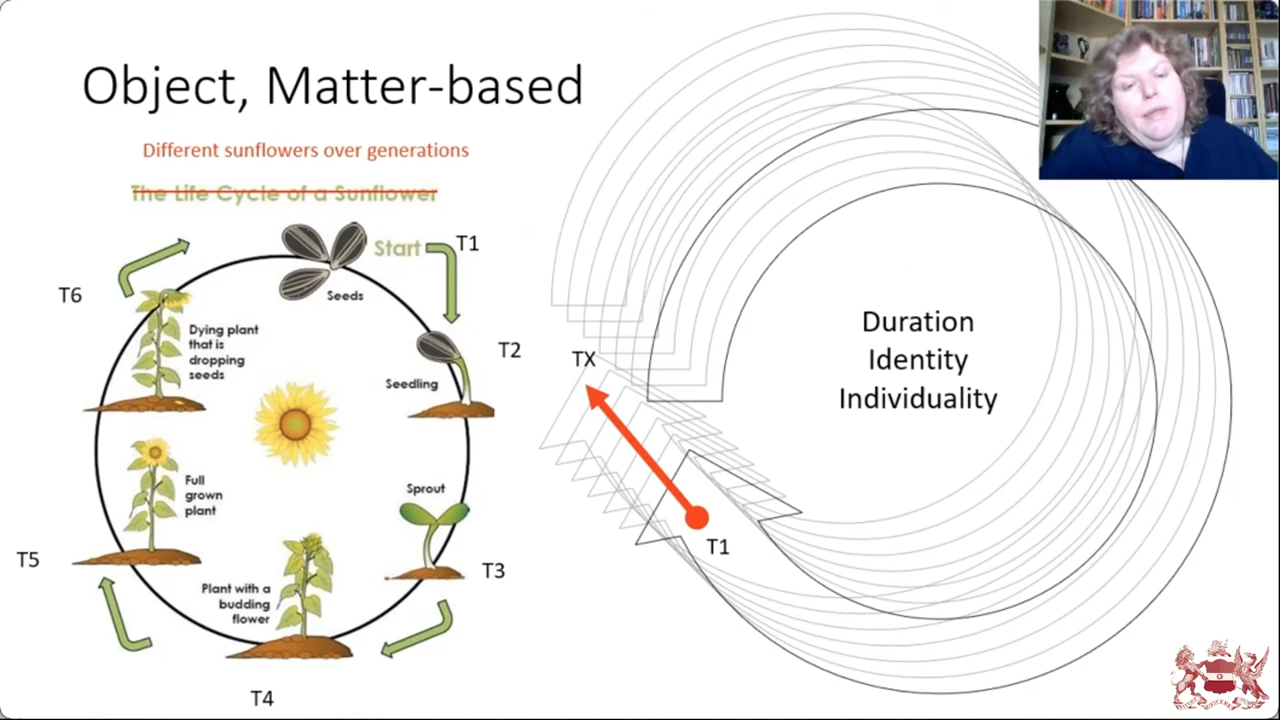 Object, Matter-based
Different sunflowers over generations
The Life Cycle of a Sunflower
Start
T1
Seeds
T6
Dying plant
that is
dropping
seeds
T2
Seedling
Full
grown
plant
Sprout
T5
T3
Plant with a
budding
flower
T4
TX
T1
Duration
Identity
Individuality